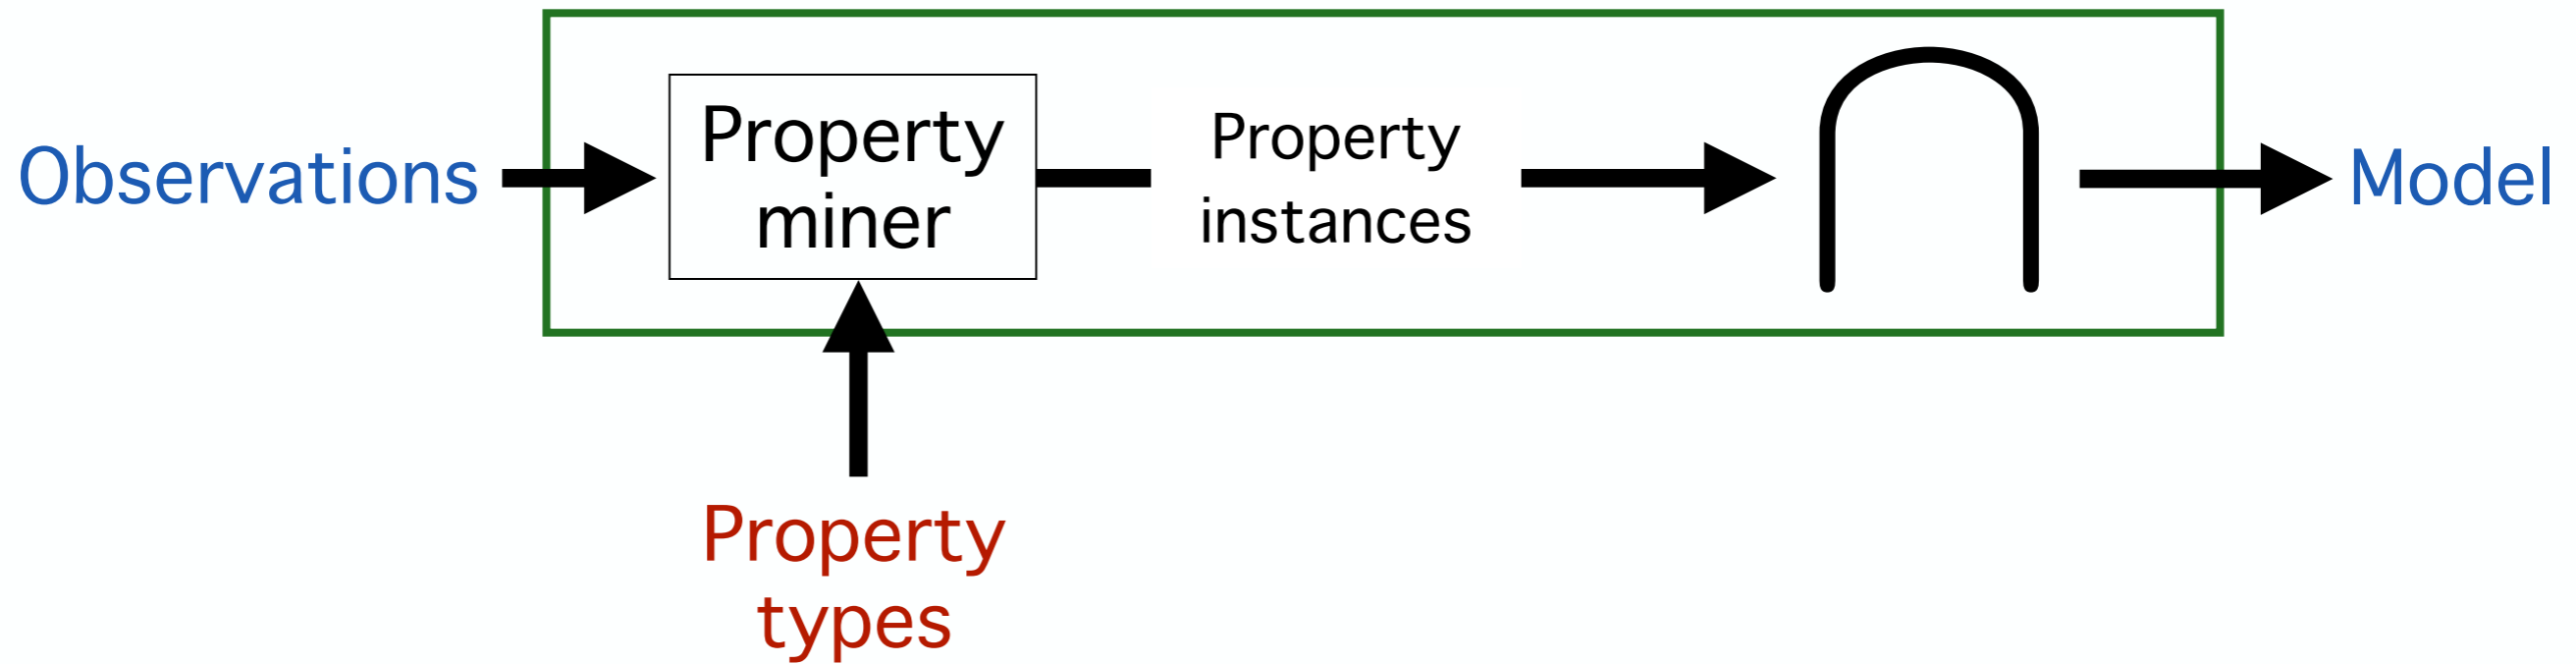 Observations
Property
miner
Property
instances
Model
Property
types